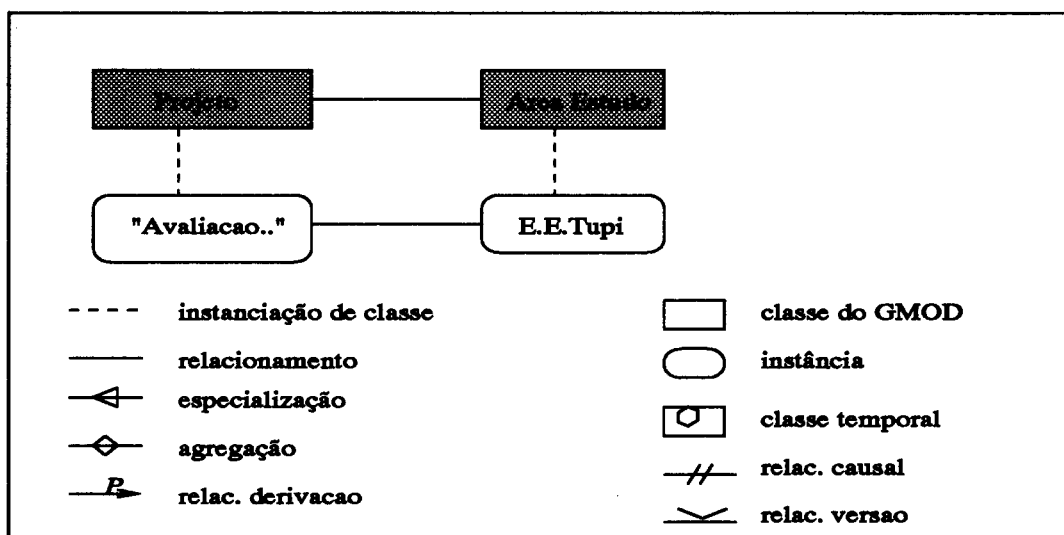 Projeto
Area Estudo
"Avaliacao.."
E.E.Tupi
instanciação de classe
relacionamento
especialização
agregação
P
relac. derivacao
classe do GMOD
instância
classe temporal
relac. causal
relac. versao